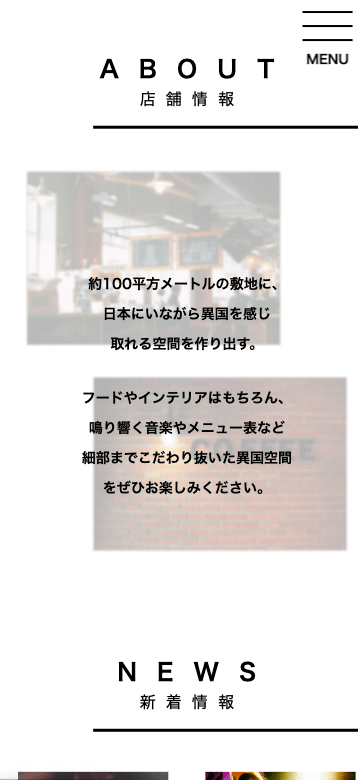 MENU
ABOUT
店舗情報
約100平方メートルの敷地に、
日本にいながら異国を感じ
取れる空間を作り出す。
フードやインテリアはもちろん、
鳴り響く音楽やメニュー表など
細部までこだわり抜いた異国空間
をぜひお楽しみください。
COFFEE
NEWS
新着情報